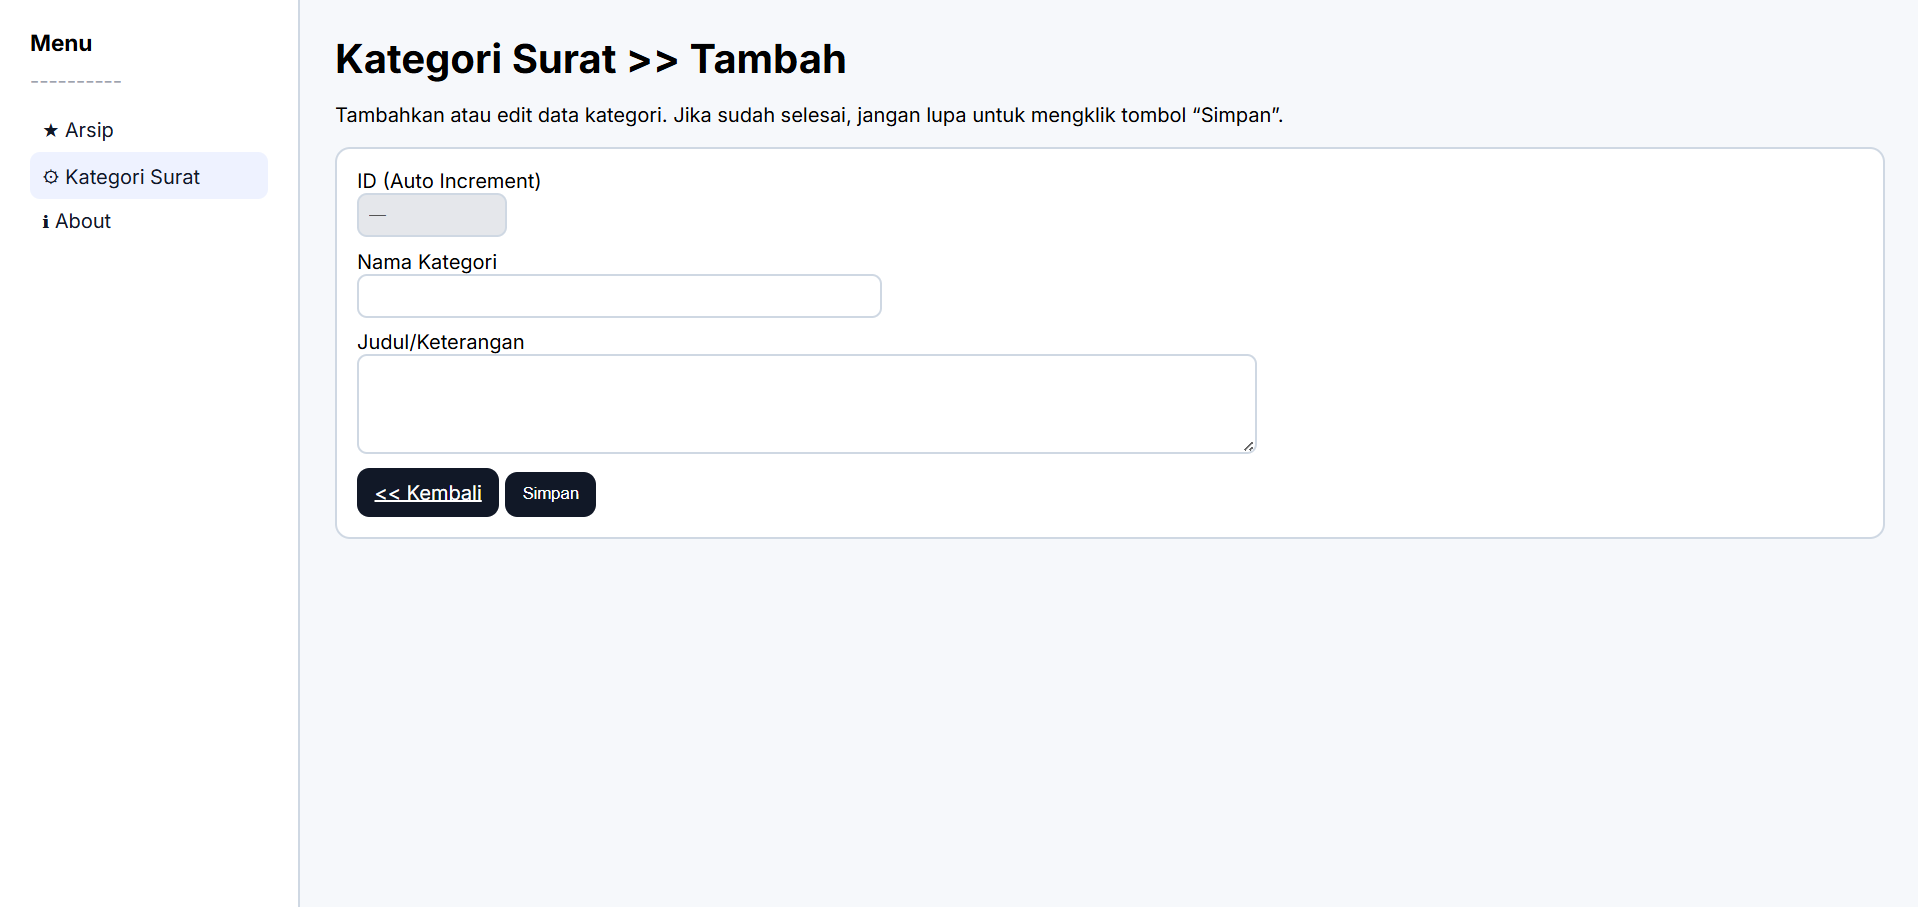 Menu
----------
★ Arsip
⚙ Kategori Surat
ℹ About
Kategori Surat >> Tambah
Tambahkan atau edit data kategori. Jika sudah selesai, jangan lupa untuk mengklik tombol “Simpan”.
ID (Auto Increment)
—
Nama Kategori
Judul/Keterangan
<< Kembali
Simpan